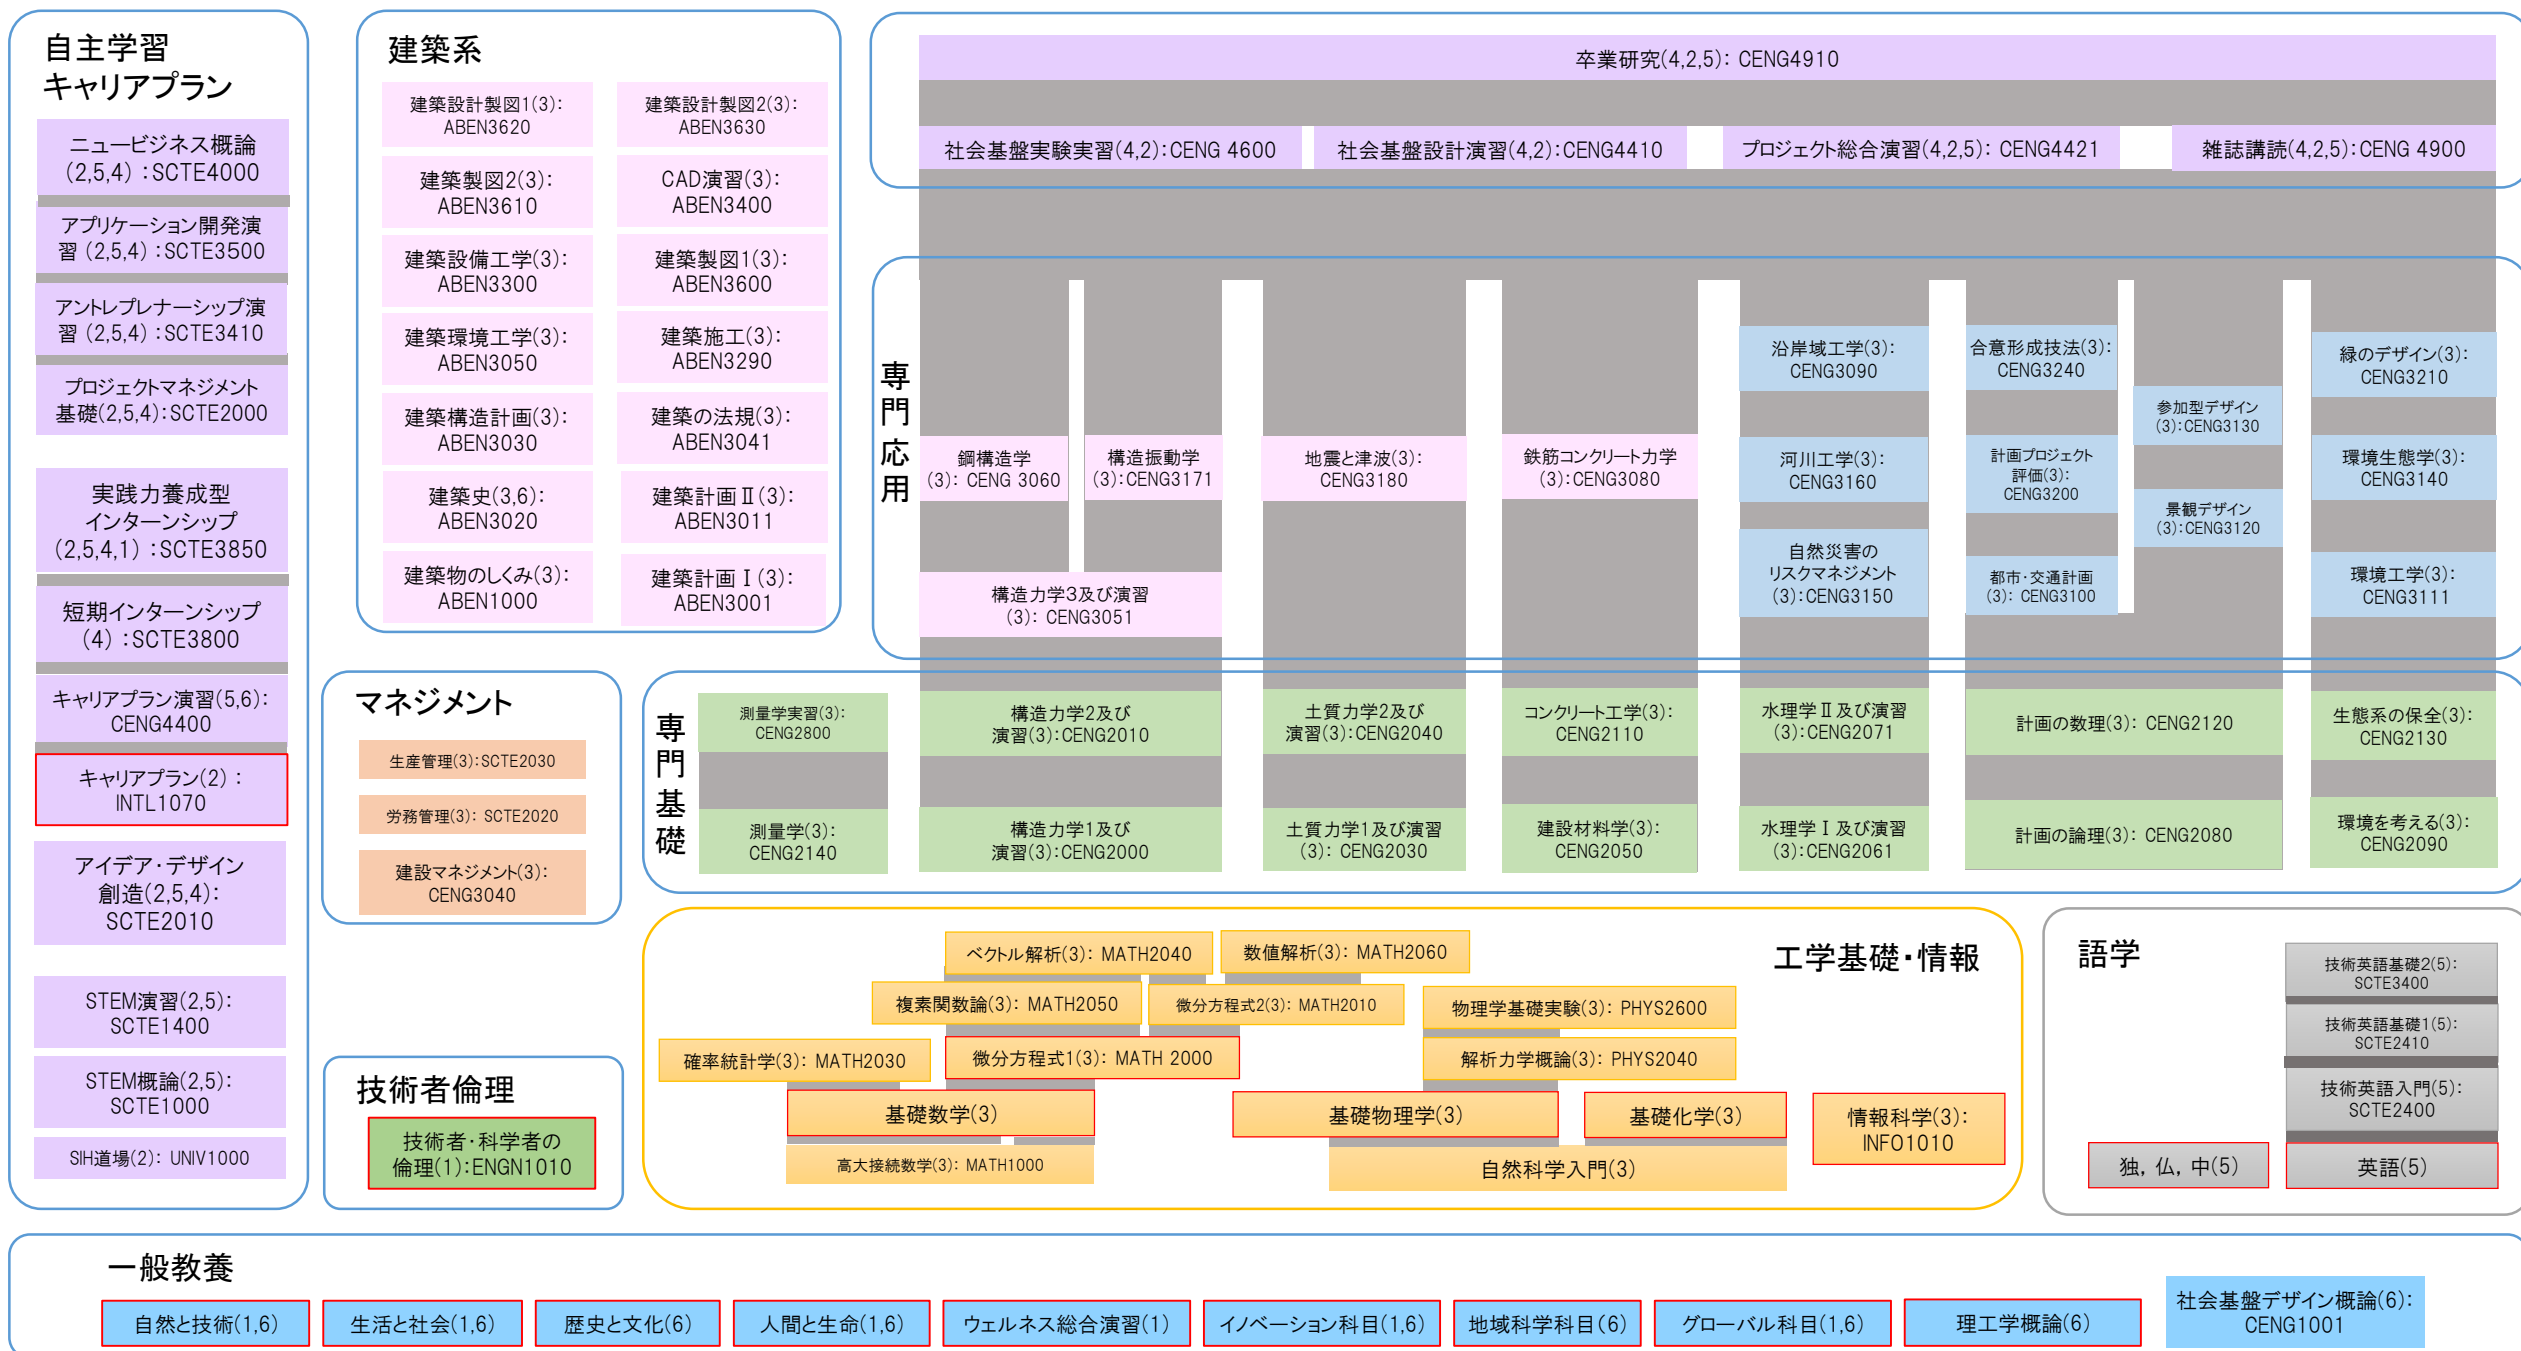 自主学習
キャリアプラン
ニュービジネス概論
(2,5,4) :SCTE4000
アプリケーション開発演
習 (2,5,4) :SCTE3500
アントレプレナーシップ演
習 (2,5,4) :SCTE3410
プロジェクトマネジメント
基礎(2,5,4):SCTE2000
実践力養成型
インターンシップ
(2,5,4,1) :SCTE3850
短期インターンシップ
(4) :SCTE3800
キャリアプラン演習(5,6):
CENG4400
キャリアプラン(2) :
INTL1070
アイデア・デザイン
創造(2,5,4):
SCTE2010
STEM演習(2,5):
SCTE1400
STEM概論(2,5):
SCTE1000
SIH道場(2): UNIV1000
建築系
建築設計製図1(3):
ABEN3620
建築設計製図2(3):
ABEN3630
建築製図2(3):
ABEN3610
CAD演習(3):
ABEN3400
建築設備工学(3):
ABEN3300
建築製図1(3):
ABEN3600
建築環境工学(3):
ABEN3050
建築施工(3):
ABEN3290
建築構造計画(3):
ABEN3030
建築の法規(3):
ABEN3041
建築史(3,6):
ABEN3020
建築計画Ⅱ(3):
ABEN3011
建築物のしくみ(3):
ABEN1000
建築計画Ⅰ(3):
ABEN3001
卒業研究(4,2,5): CENG4910
社会基盤実験実習(4,2):CENG 4600
社会基盤設計演習(4,2):CENG4410
プロジェクト総合演習(4,2,5): CENG4421
雑誌講読(4,2,5):CENG 4900
専門応用
沿岸域工学(3):
CENG3090
合意形成技法(3):
CENG3240
緑のデザイン(3):
CENG3210
参加型デザイン
(3):CENG3130
鋼構造学
(3): CENG 3060
構造振動学
(3):CENG3171
地震と津波(3):
CENG3180
鉄筋コンクリート力学
(3):CENG3080
河川工学(3):
CENG3160
計画プロジェクト
評価(3):
CENG3200
環境生態学(3):
CENG3140
景観デザイン
(3):CENG3120
構造力学3及び演習
(3): CENG3051
自然災害の
リスクマネジメント
(3):CENG3150
都市・交通計画
(3): CENG3100
環境工学(3):
CENG3111
マネジメント
生産管理(3):SCTE2030
労務管理(3): SCTE2020
建設マネジメント(3):
CENG3040
専門基礎
測量学実習(3):
CENG2800
構造力学2及び
演習(3):CENG2010
土質力学2及び
演習(3):CENG2040
コンクリート工学(3):
CENG2110
水理学Ⅱ及び演習
(3):CENG2071
計画の数理(3): CENG2120
生態系の保全(3):
CENG2130
測量学(3):
CENG2140
構造力学1及び
演習(3):CENG2000
土質力学1及び演習
(3): CENG2030
建設材料学(3):
CENG2050
水理学Ⅰ及び演習
(3):CENG2061
計画の論理(3): CENG2080
環境を考える(3):
CENG2090
技術者倫理
技術者・科学者の
倫理(1):ENGN1010
工学基礎・情報
ベクトル解析(3): MATH2040
数値解析(3): MATH2060
複素関数論(3): MATH2050
微分方程式2(3): MATH2010
物理学基礎実験(3): PHYS2600
確率統計学(3): MATH2030
微分方程式1(3): MATH 2000
解析力学概論(3): PHYS2040
基礎数学(3)
基礎物理学(3)
基礎化学(3)
情報科学(3):
INFO1010
高大接続数学(3): MATH1000
自然科学入門(3)
語学
技術英語基礎2(5):
SCTE3400
技術英語基礎1(5):
SCTE2410
技術英語入門(5):
SCTE2400
独, 仏, 中(5)
英語(5)
一般教養
自然と技術(1,6)
生活と社会(1,6)
歴史と文化(6)
人間と生命(1,6)
ウェルネス総合演習(1)
イノベーション科目(1,6)
地域科学科目(6)
グローバル科目(1,6)
理工学概論(6)
社会基盤デザイン概論(6):
CENG1001